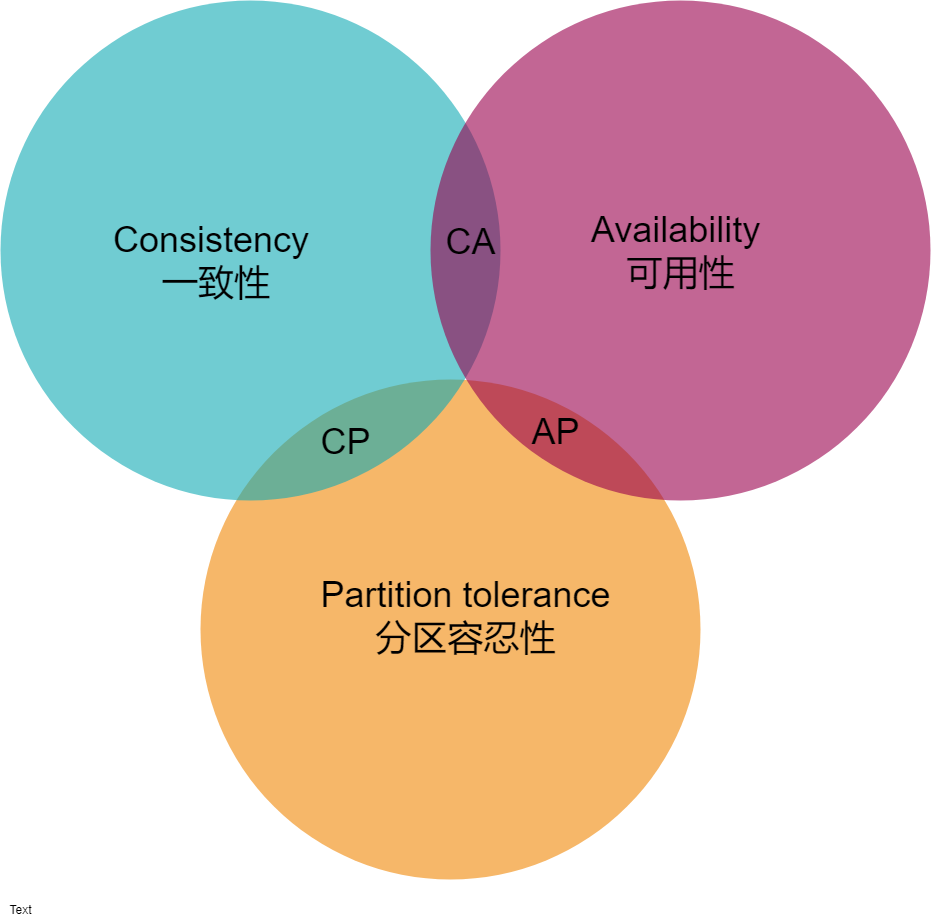 Consistency
一致性
CA
Availability
可用性
CP
AP
Partition tolerance
分区容忍性
Text